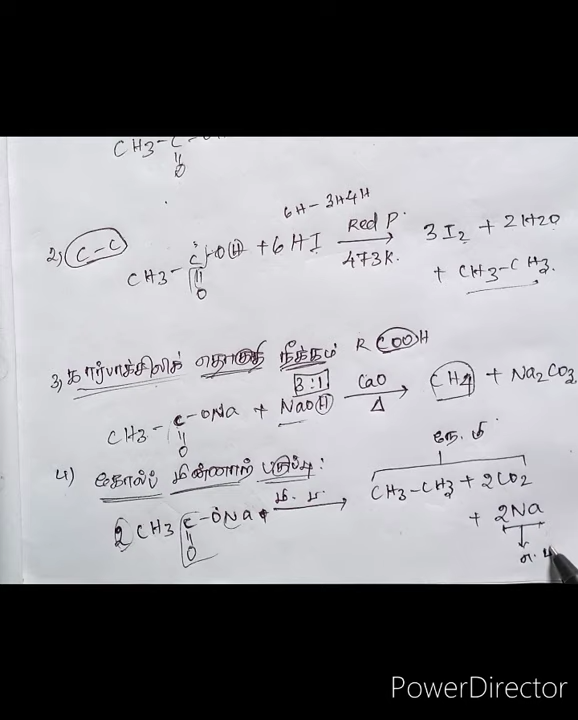 CH3-C
||
O
6H - 3H4H
2) C-C
CH3-C-OH + 6HI Red P. 473K. → 3I2 + 2H2O
||
O
+ CH3-CH3.
3) கார்பாக்சிலிக் தொகுதி நீக்கம் RCOOH
3:1
CH3-C-ONa + NaOH CaO Δ → CH4 + Na2CO3
||
O
4) கோல்ப் மின்னாற் பகுப்பு:
நே. மி
2CH3 C-ONa மி. ப. → CH3-CH3 + 2CO2
||
O
+ 2Na
எ.
PowerDirector